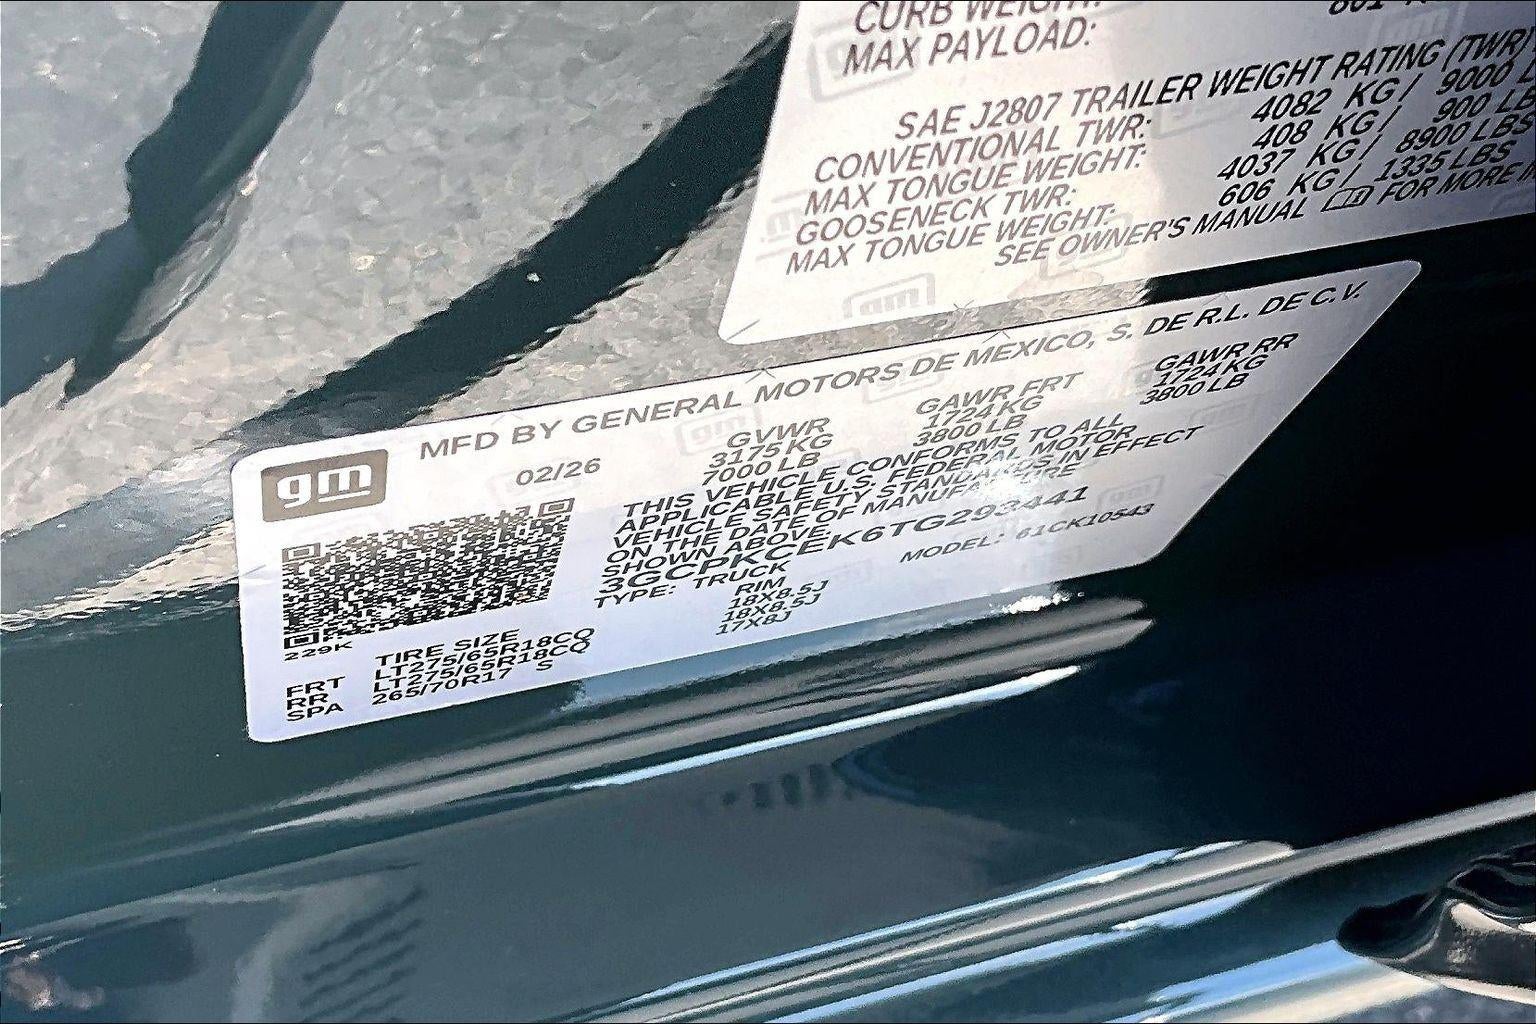 CURB WEIGHT:
MAX PAYLOAD:
SAE J2807 TRAILER WEIGHT RATING (TWR)
CONVENTIONAL TWR: 4082 KG / 9000 L
MAX TONGUE WEIGHT: 408 KG / 900 LB
GOOSENECK TWR: 4037 KG / 8900 LBS
MAX TONGUE WEIGHT: 606 KG / 1335 LBS
SEE OWNER'S MANUAL FOR MORE
gm
MFD BY GENERAL MOTORS DE MEXICO, S. DE R.L. DE C.V.
02/26 GVWR GAWR FRT GAWR RR
3175 KG 1724 KG 1724 KG
7000 LB 3800 LB 3800 LB
THIS VEHICLE CONFORMS TO ALL
APPLICABLE U.S. FEDERAL MOTOR
VEHICLE SAFETY STANDARDS IN EFFECT
ON THE DATE OF MANUFACTURE
SHOWN ABOVE.
3GCPKCEK6TG293441
TYPE: TRUCK MODEL: 61CK10543
229K
TIRE SIZE RIM
FRT LT275/65R18CQ 18X8.5J
RR LT275/65R18CQ 18X8.5J
SPA 265/70R17 S 17X8J